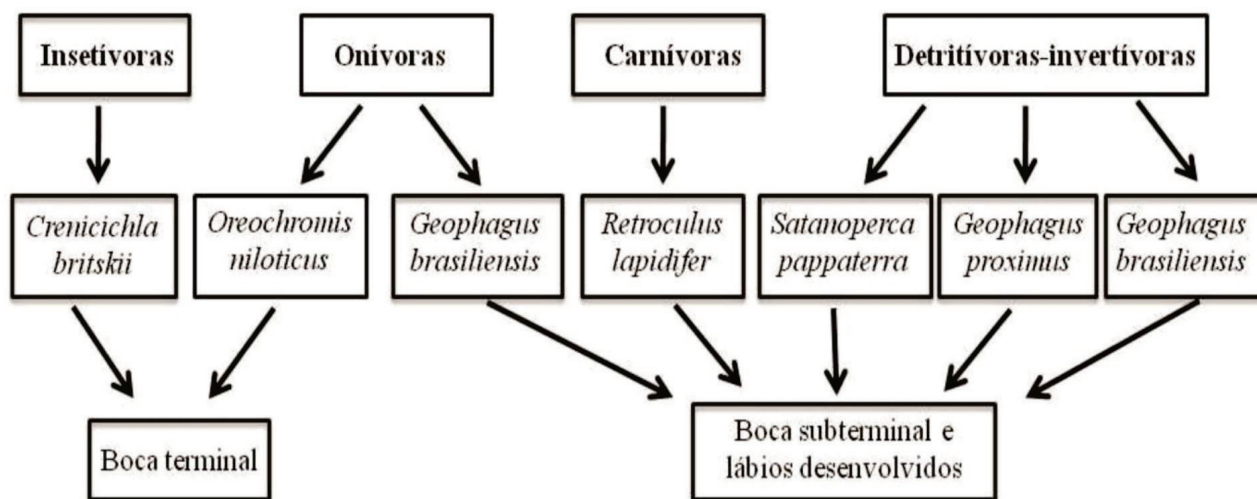 Insetívoras
Onívoras
Carnívoras
Detritívoras-invertívoras
Crenicichla
britskii
Oreochromis
niloticus
Geophagus
brasiliensis
Retroculus
lapidifer
Satanoperca
pappaterra
Geophagus
proximus
Geophagus
brasiliensis
Boca terminal
Boca subterminal e
lábios desenvolvidos